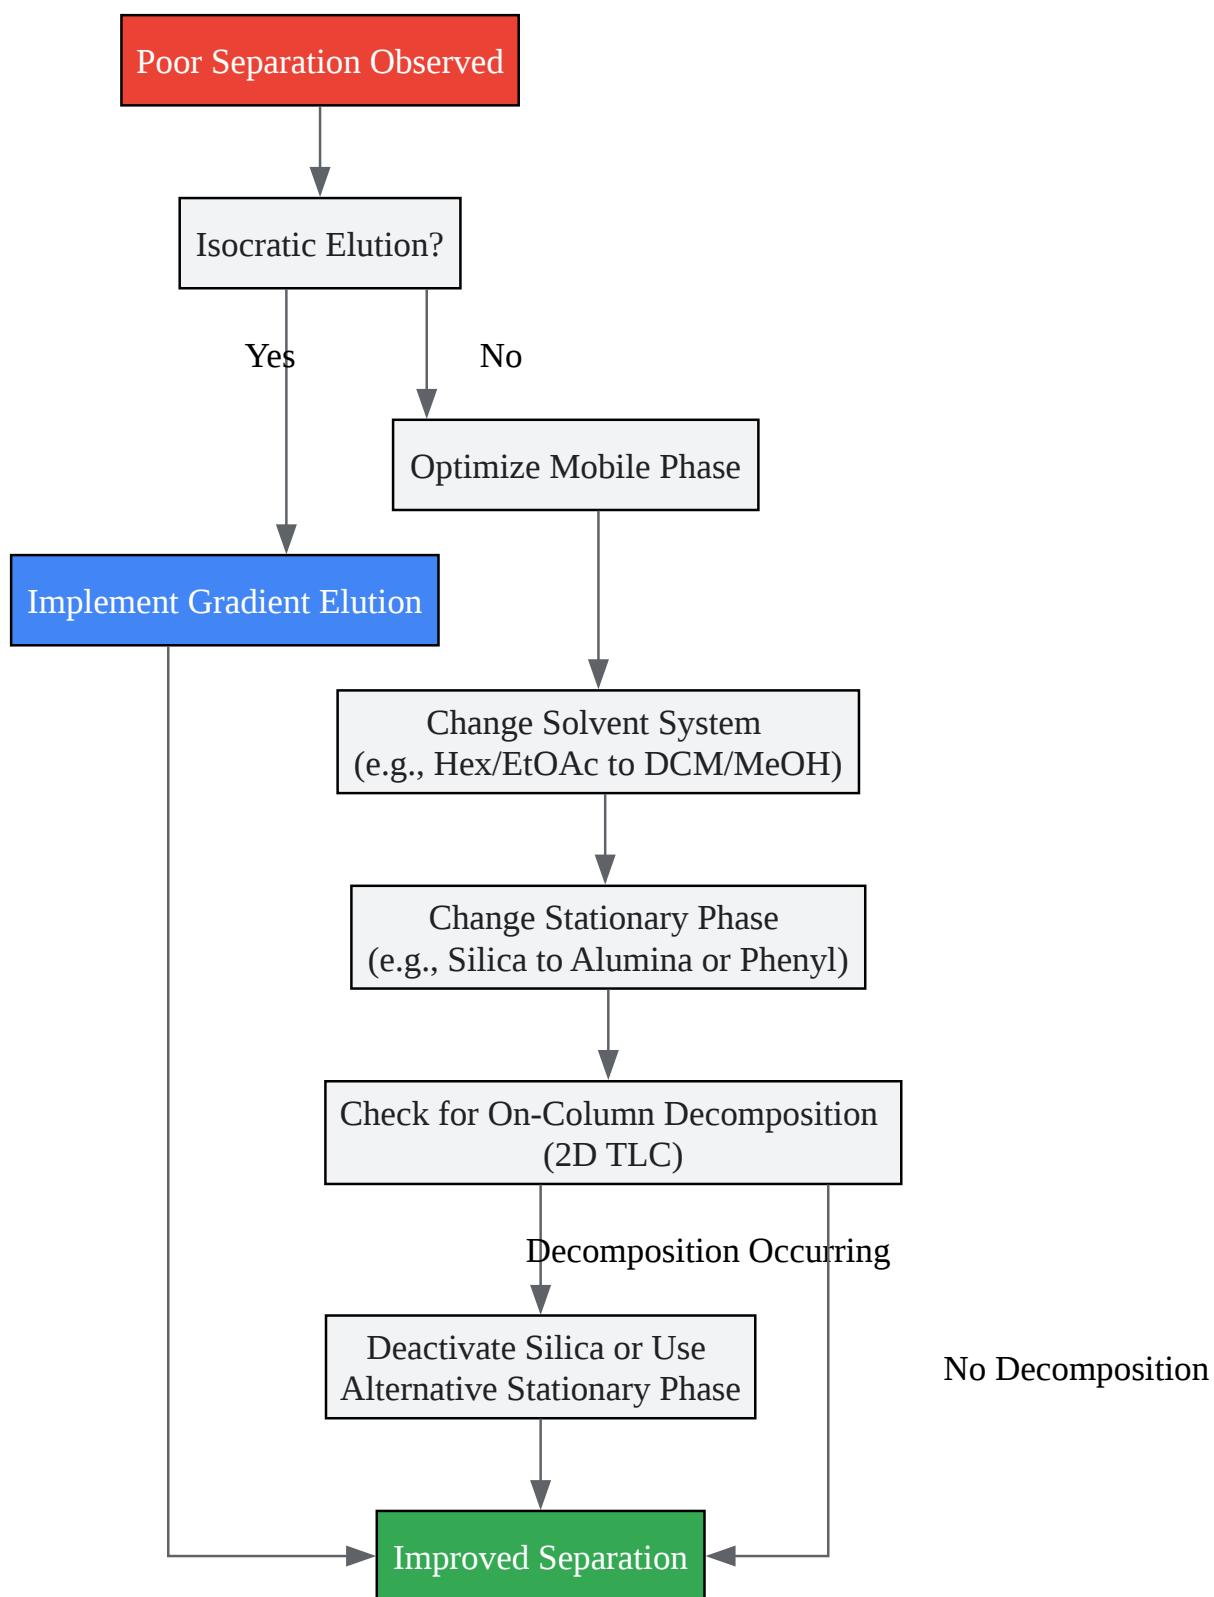 Poor Separation Observed
Isocratic Elution?
Yes
No
Optimize Mobile Phase
Implement Gradient Elution
Change Solvent System
(e.g., Hex/EtOAc to DCM/MeOH)
Change Stationary Phase
(e.g., Silica to Alumina or Phenyl)
Check for On-Column Decomposition
(2D TLC)
Decomposition Occurring
Deactivate Silica or Use
Alternative Stationary Phase
No Decomposition
Improved Separation